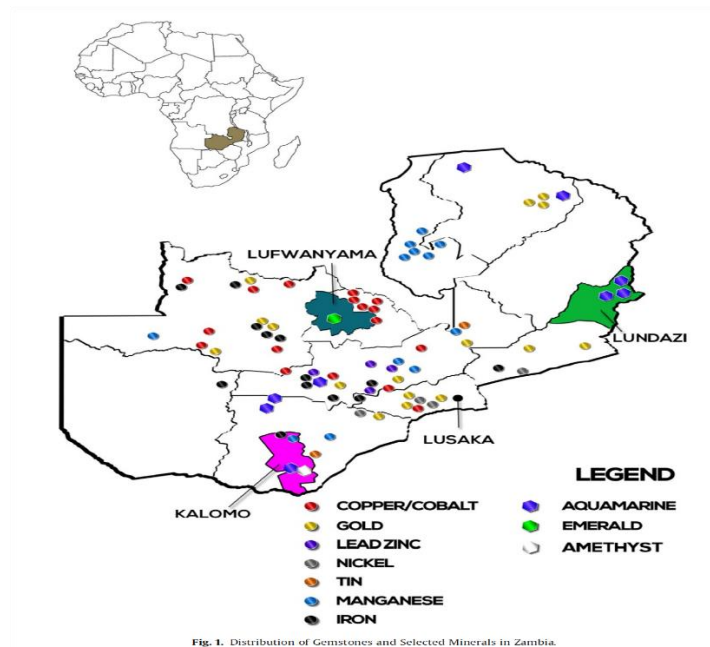 LUFWANYAMA
LUNDAZI
LUSAKA
KALOMO
LEGEND
COPPER/COBALT
GOLD
LEAD ZINC
NICKEL
TIN
MANGANESE
IRON
AQUAMARINE
EMERALD
AMETHYST
Fig. 1. Distribution of Gemstones and Selected Minerals in Zambia.